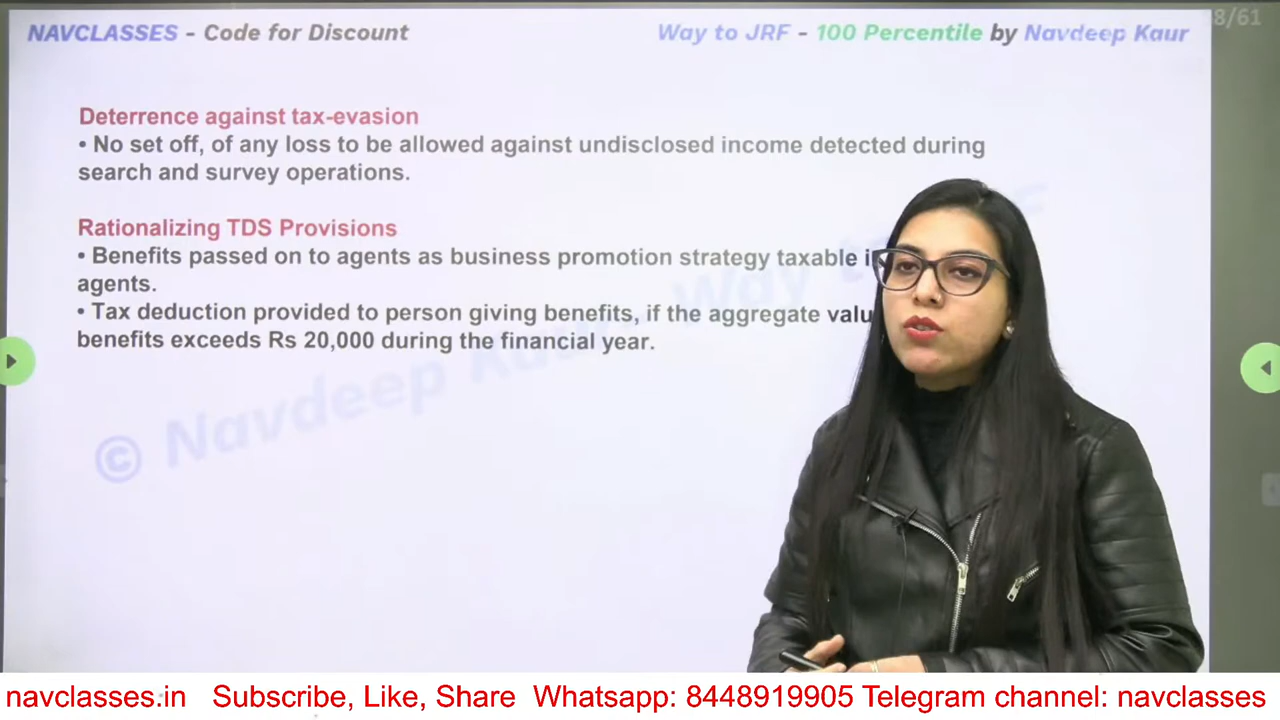 NAVCLASSES - Code for Discount
Way to JRF - 100 Percentile by Navdeep Kaur
8/61
Deterrence against tax-evasion
• No set off, of any loss to be allowed against undisclosed income detected during
search and survey operations.
Rationalizing TDS Provisions
• Benefits passed on to agents as business promotion strategy taxable i
agents.
• Tax deduction provided to person giving benefits, if the aggregate valu
benefits exceeds Rs 20,000 during the financial year.
© Navdeep Kaur Way to
navclasses.in Subscribe, Like, Share Whatsapp: 8448919905 Telegram channel: navclasses